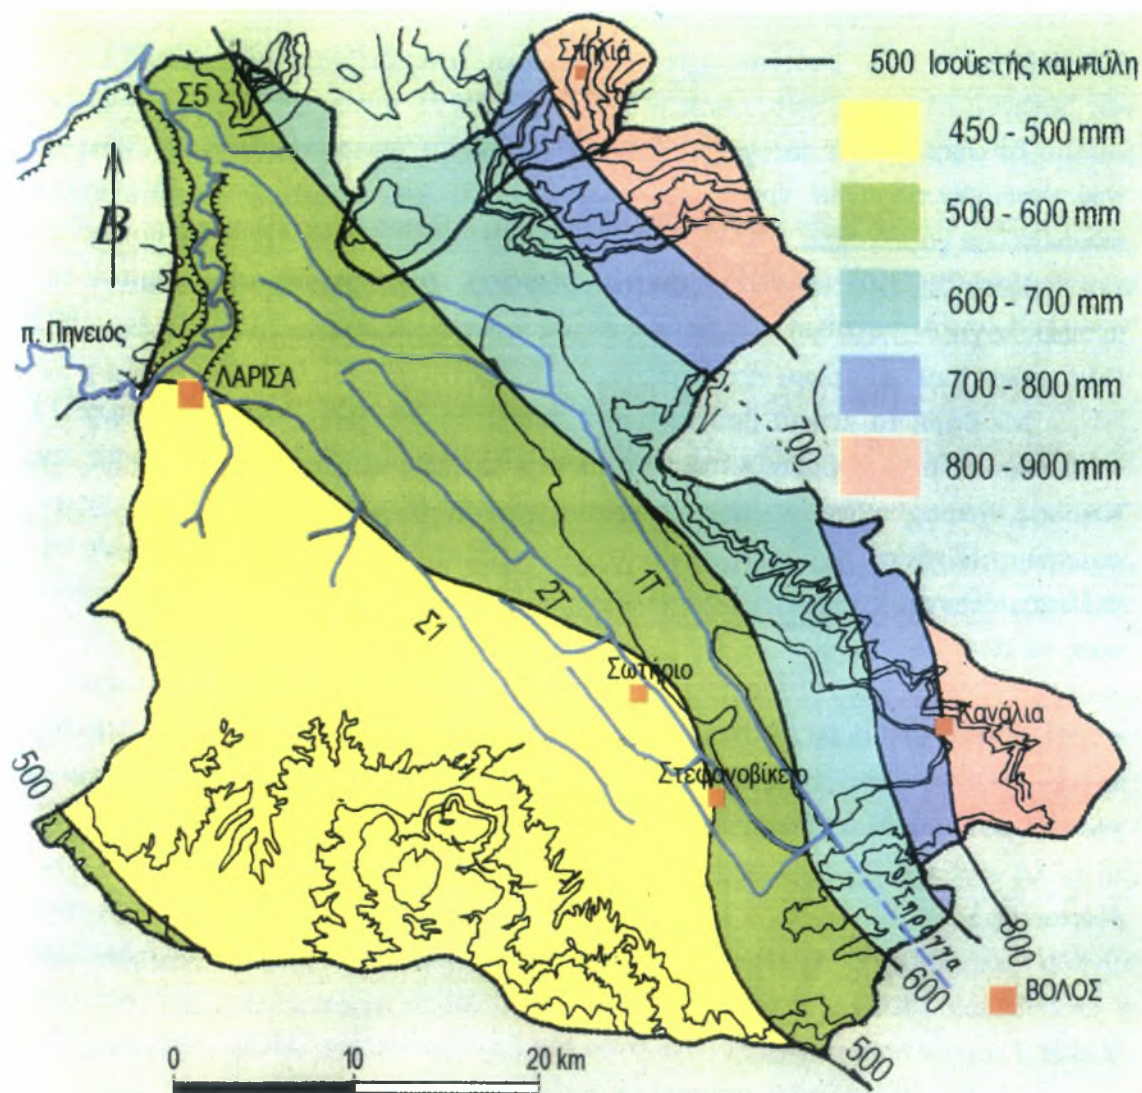 Σπηλιά
500 Ισοϋετής καμπύλη
450 - 500 mm
500 - 600 mm
600 - 700 mm
700 - 800 mm
800 - 900 mm
Σ5
B
π. Πηνειός
ΛΑΡΙΣΑ
700
1Τ
2Τ
Σ1
Σωτήριο
Κανάλια
Στεφανοβίκειο
500
Σήραγγα
800
600
ΒΟΛΟΣ
500
0 10 20 km